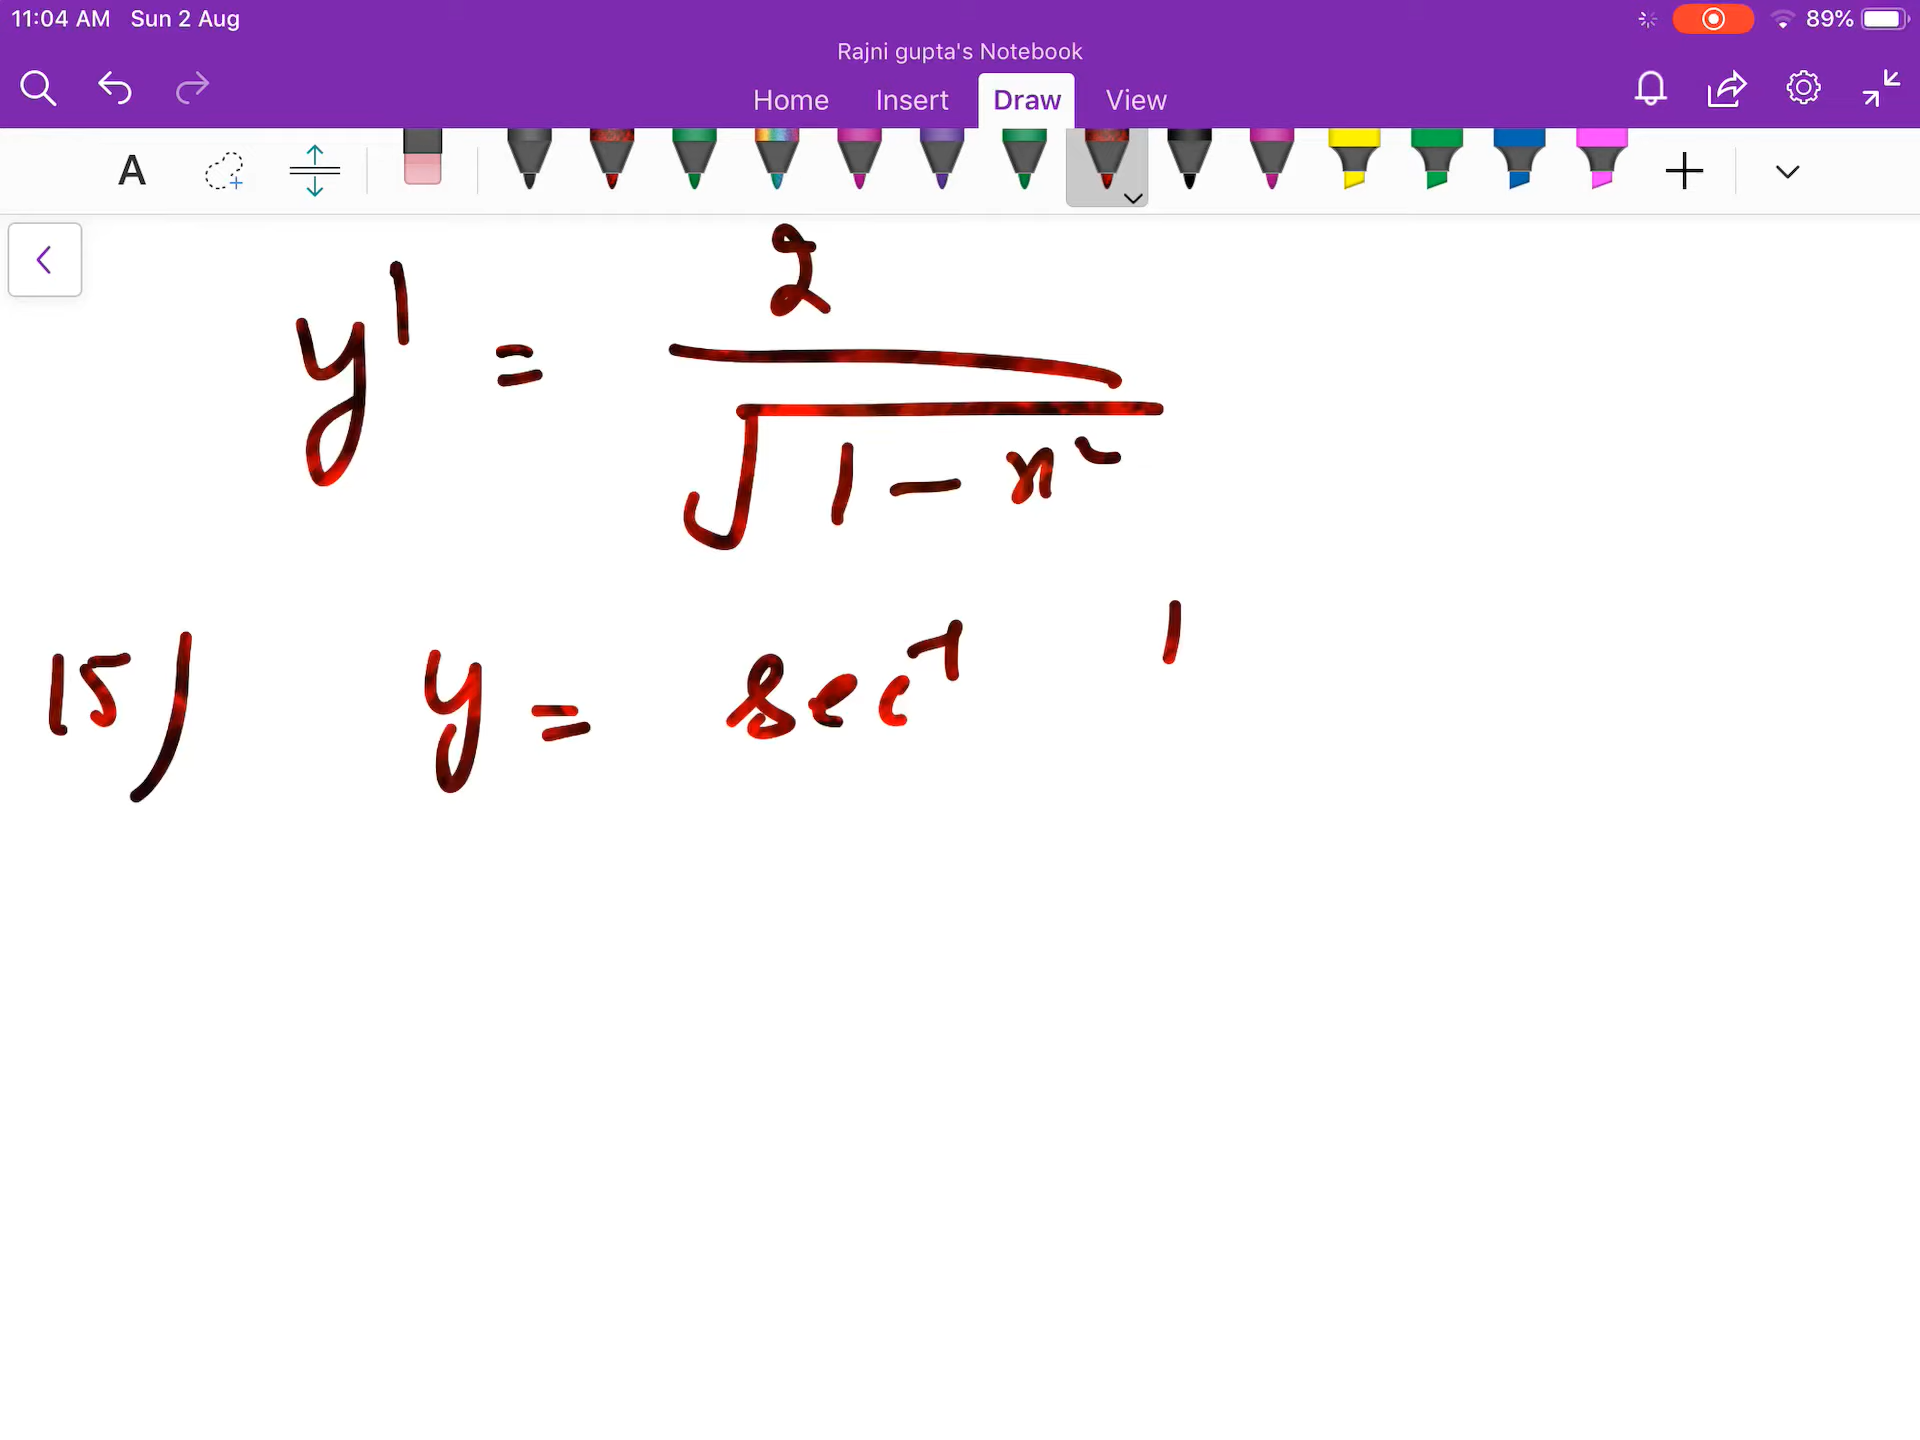 11:04 AM Sun 2 Aug
89%
Rajni gupta's Notebook
Home Insert Draw View
A
y' = 2 / √(1 - x²)
15) y = sec⁻¹ 1